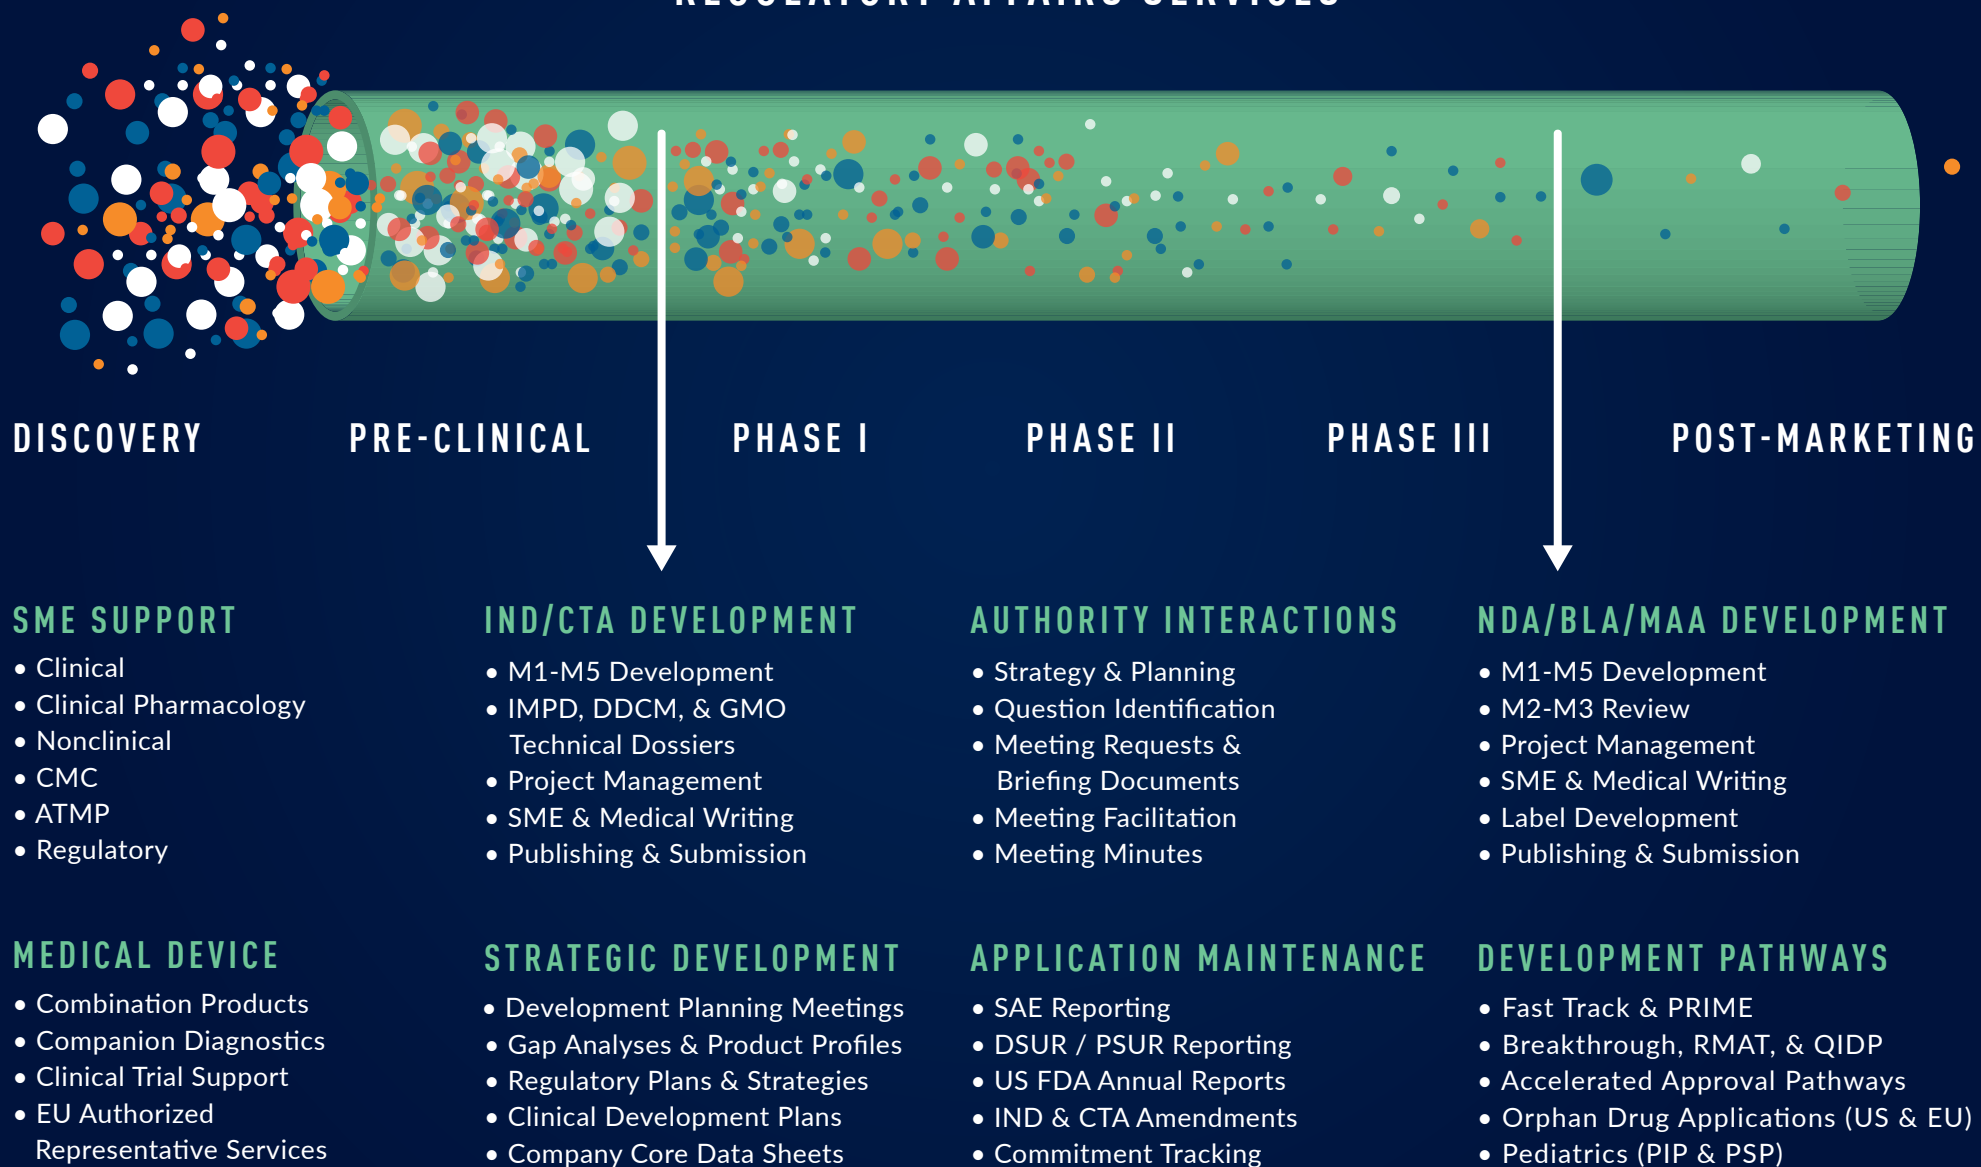 REGULATORY AFFAIRS SERVICES
DISCOVERY
PRE-CLINICAL
PHASE I
PHASE II
PHASE III
POST-MARKETING
SME SUPPORT
• Clinical
• Clinical Pharmacology
• Nonclinical
• CMC
• ATMP
• Regulatory
IND/CTA DEVELOPMENT
• M1-M5 Development
• IMPD, DDCM, & GMO
Technical Dossiers
• Project Management
• SME & Medical Writing
• Publishing & Submission
AUTHORITY INTERACTIONS
• Strategy & Planning
• Question Identification
• Meeting Requests &
Briefing Documents
• Meeting Facilitation
• Meeting Minutes
NDA/BLA/MAA DEVELOPMENT
• M1-M5 Development
• M2-M3 Review
• Project Management
• SME & Medical Writing
• Label Development
• Publishing & Submission
MEDICAL DEVICE
• Combination Products
• Companion Diagnostics
• Clinical Trial Support
• EU Authorized
Representative Services
STRATEGIC DEVELOPMENT
• Development Planning Meetings
• Gap Analyses & Product Profiles
• Regulatory Plans & Strategies
• Clinical Development Plans
• Company Core Data Sheets
APPLICATION MAINTENANCE
• SAE Reporting
• DSUR / PSUR Reporting
• US FDA Annual Reports
• IND & CTA Amendments
• Commitment Tracking
DEVELOPMENT PATHWAYS
• Fast Track & PRIME
• Breakthrough, RMAT, & QIDP
• Accelerated Approval Pathways
• Orphan Drug Applications (US & EU)
• Pediatrics (PIP & PSP)